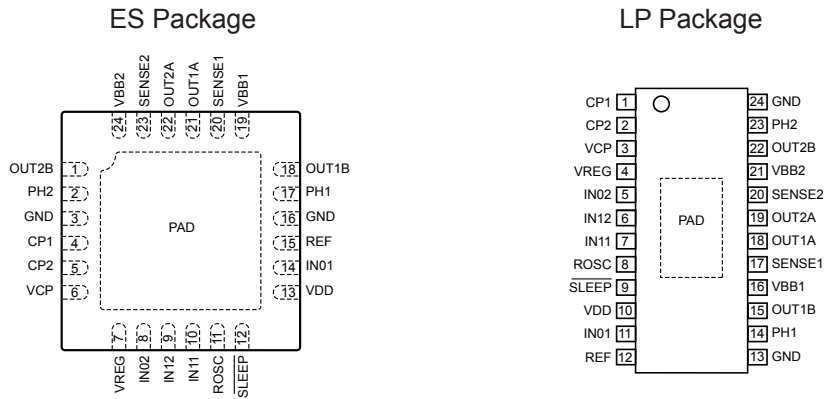 ES Package
VBB2
SENSE2
OUT2A
OUT1A
SENSE1
VBB1
24
23
22
21
20
19
OUT2B 1
PH2 2
GND 3
CP1 4
CP2 5
VCP 6
PAD
18 OUT1B
17 PH1
16 GND
15 REF
14 IN01
13 VDD
7
8
9
10
11
12
VREG
IN02
IN12
IN11
ROSC
SLEEP
LP Package
CP1 1
CP2 2
VCP 3
VREG 4
IN02 5
IN12 6
IN11 7
ROSC 8
SLEEP 9
VDD 10
IN01 11
REF 12
PAD
24 GND
23 PH2
22 OUT2B
21 VBB2
20 SENSE2
19 OUT2A
18 OUT1A
17 SENSE1
16 VBB1
15 OUT1B
14 PH1
13 GND